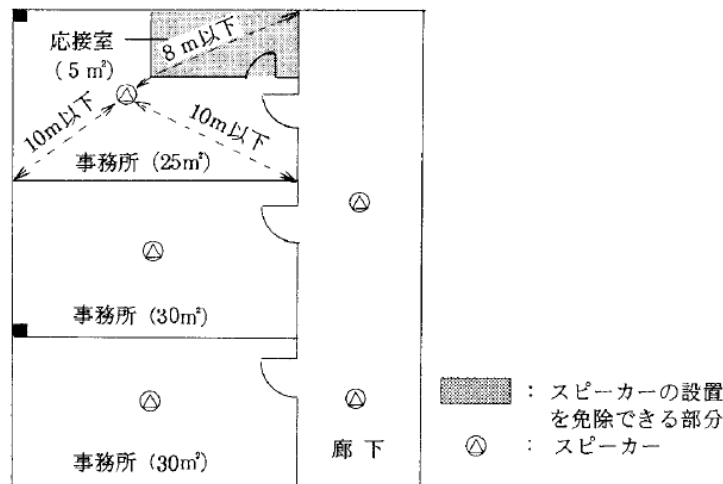 応接室
(5㎡)
8m以下
10m以下
10m以下
事務所(25㎡)
事務所(30㎡)
事務所(30㎡)
廊下
: スピーカーの設置
を免除できる部分
: スピーカー